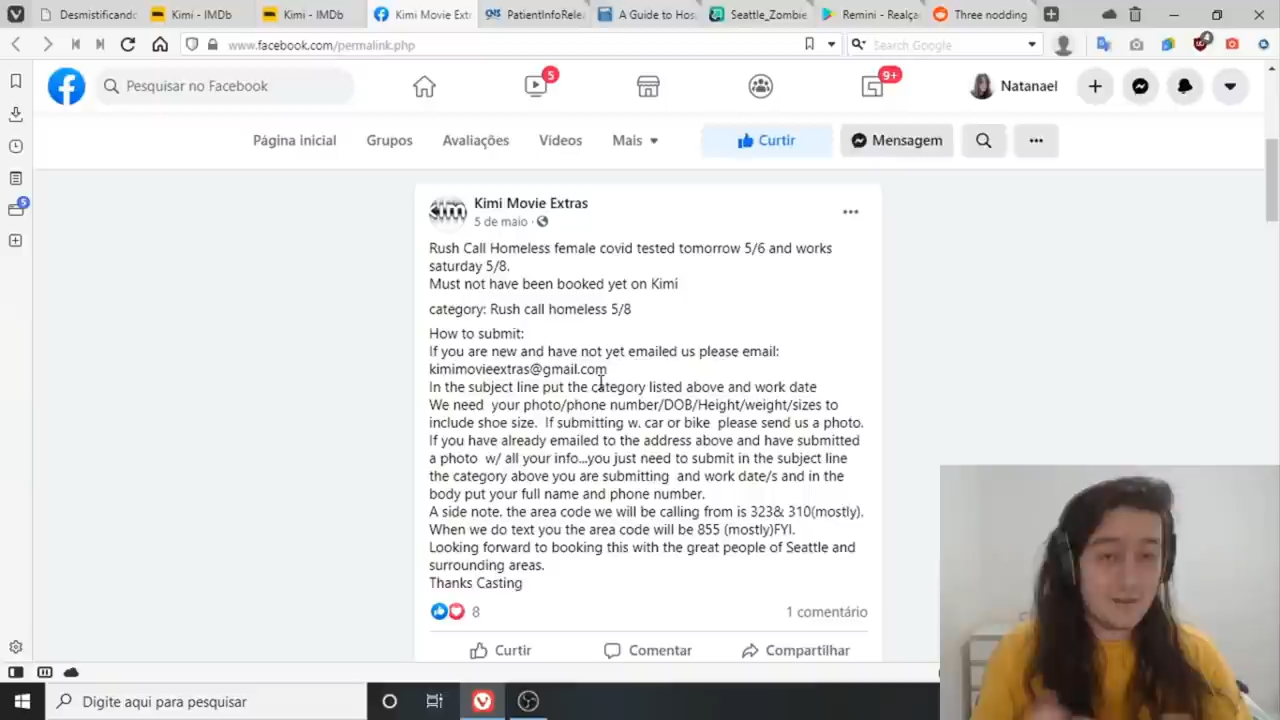 Desmistificando
Kimi - IMDb
Kimi - IMDb
Kimi Movie Extr
PatientInfoRele
A Guide to Hos
Seattle_Zombie
Remini - Realça
Three nodding
www.facebook.com/permalink.php
Search Google
4
Pesquisar no Facebook
5
9+
Natanael
Página inicial
Grupos
Avaliações
Vídeos
Mais
Curtir
Mensagem
5
kimi
Kimi Movie Extras
5 de maio ·
Rush Call Homeless female covid tested tomorrow 5/6 and works
saturday 5/8.
Must not have been booked yet on Kimi
category: Rush call homeless 5/8
How to submit:
If you are new and have not yet emailed us please email:
kimimovieextras@gmail.com
In the subject line put the category listed above and work date
We need your photo/phone number/DOB/Height/weight/sizes to
include shoe size. If submitting w. car or bike please send us a photo.
If you have already emailed to the address above and have submitted
a photo w/ all your info...you just need to submit in the subject line
the category above you are submitting and work date/s and in the
body put your full name and phone number.
A side note. the area code we will be calling from is 323& 310(mostly).
When we do text you the area code will be 855 (mostly)FYI.
Looking forward to booking this with the great people of Seattle and
surrounding areas.
Thanks Casting
8
1 comentário
Curtir
Comentar
Compartilhar
Digite aqui para pesquisar